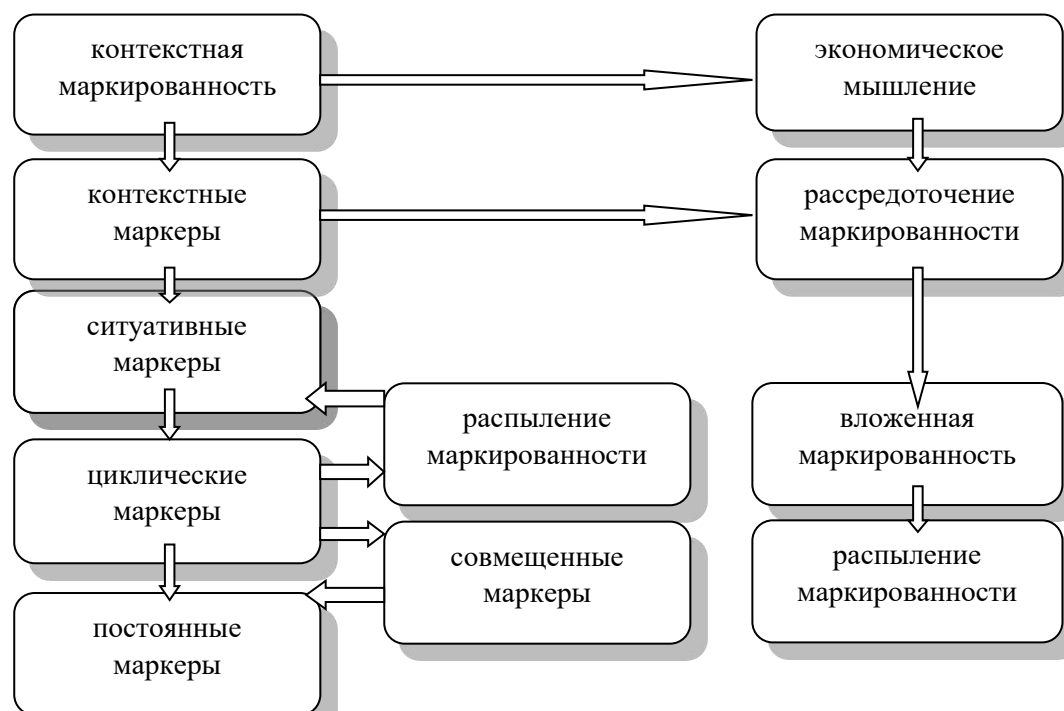 контекстная
маркированность
экономическое
мышление
контекстные
маркеры
рассредоточение
маркированности
ситуативные
маркеры
распыление
маркированности
вложенная
маркированность
циклические
маркеры
совмещенные
маркеры
распыление
маркированности
постоянные
маркеры